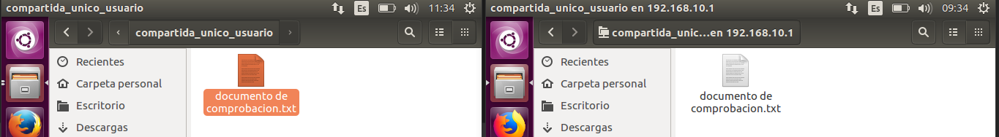 compartida_unico_usuario
Es
11:34
compartida_unico_usuario
Recientes
Carpeta personal
Escritorio
Descargas
documento de
comprobacion.txt
compartida_unico_usuario en 192.168.10.1
Es
09:34
compartida_unic...en 192.168.10.1
Recientes
Carpeta personal
Escritorio
Descargas
documento de
comprobacion.txt